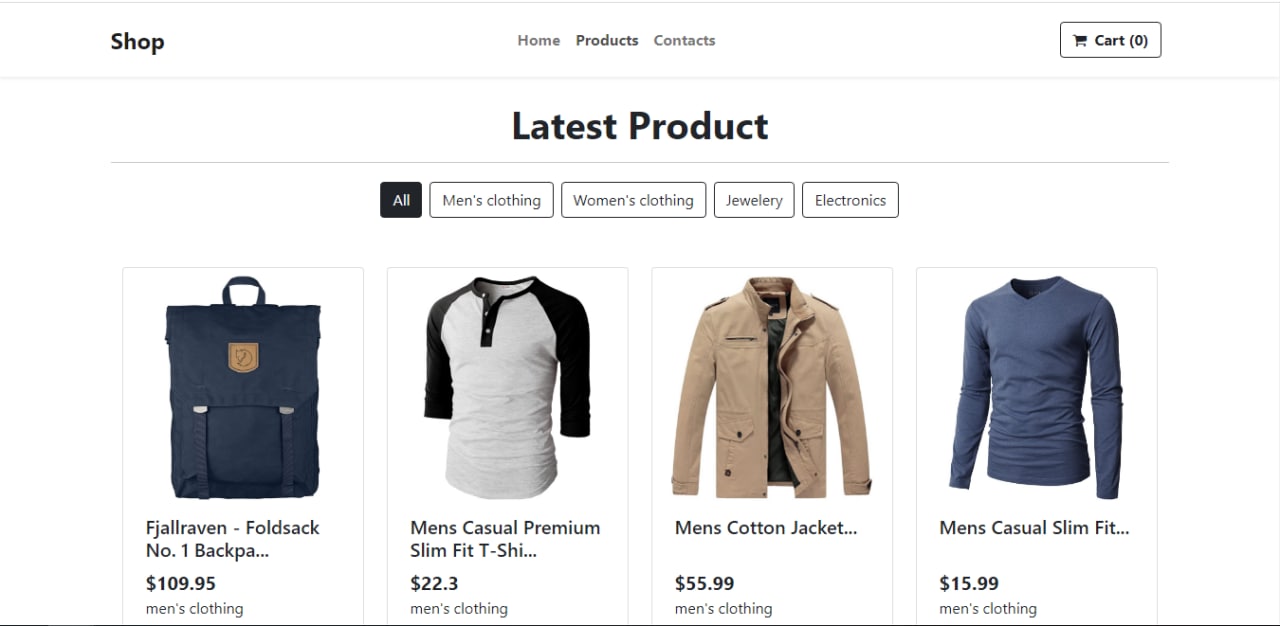 Shop
Home Products Contacts
Cart (0)
Latest Product
All
Men's clothing
Women's clothing
Jewelery
Electronics
Fjallraven - Foldsack
No. 1 Backpa...
$109.95
men's clothing
Mens Casual Premium
Slim Fit T-Shi...
$22.3
men's clothing
Mens Cotton Jacket...
$55.99
men's clothing
Mens Casual Slim Fit...
$15.99
men's clothing